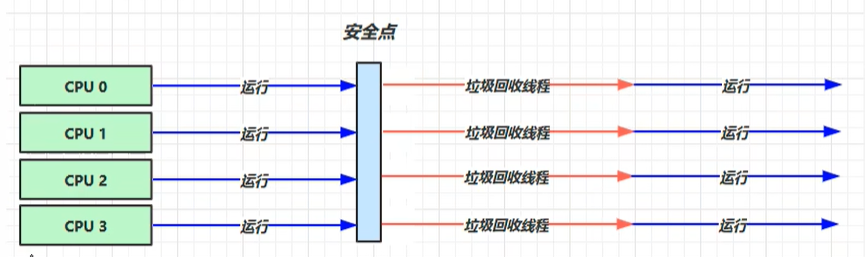 安全点
CPU 0 运行 垃圾回收线程 运行
CPU 1 运行 垃圾回收线程 运行
CPU 2 运行 垃圾回收线程 运行
CPU 3 运行 垃圾回收线程 运行